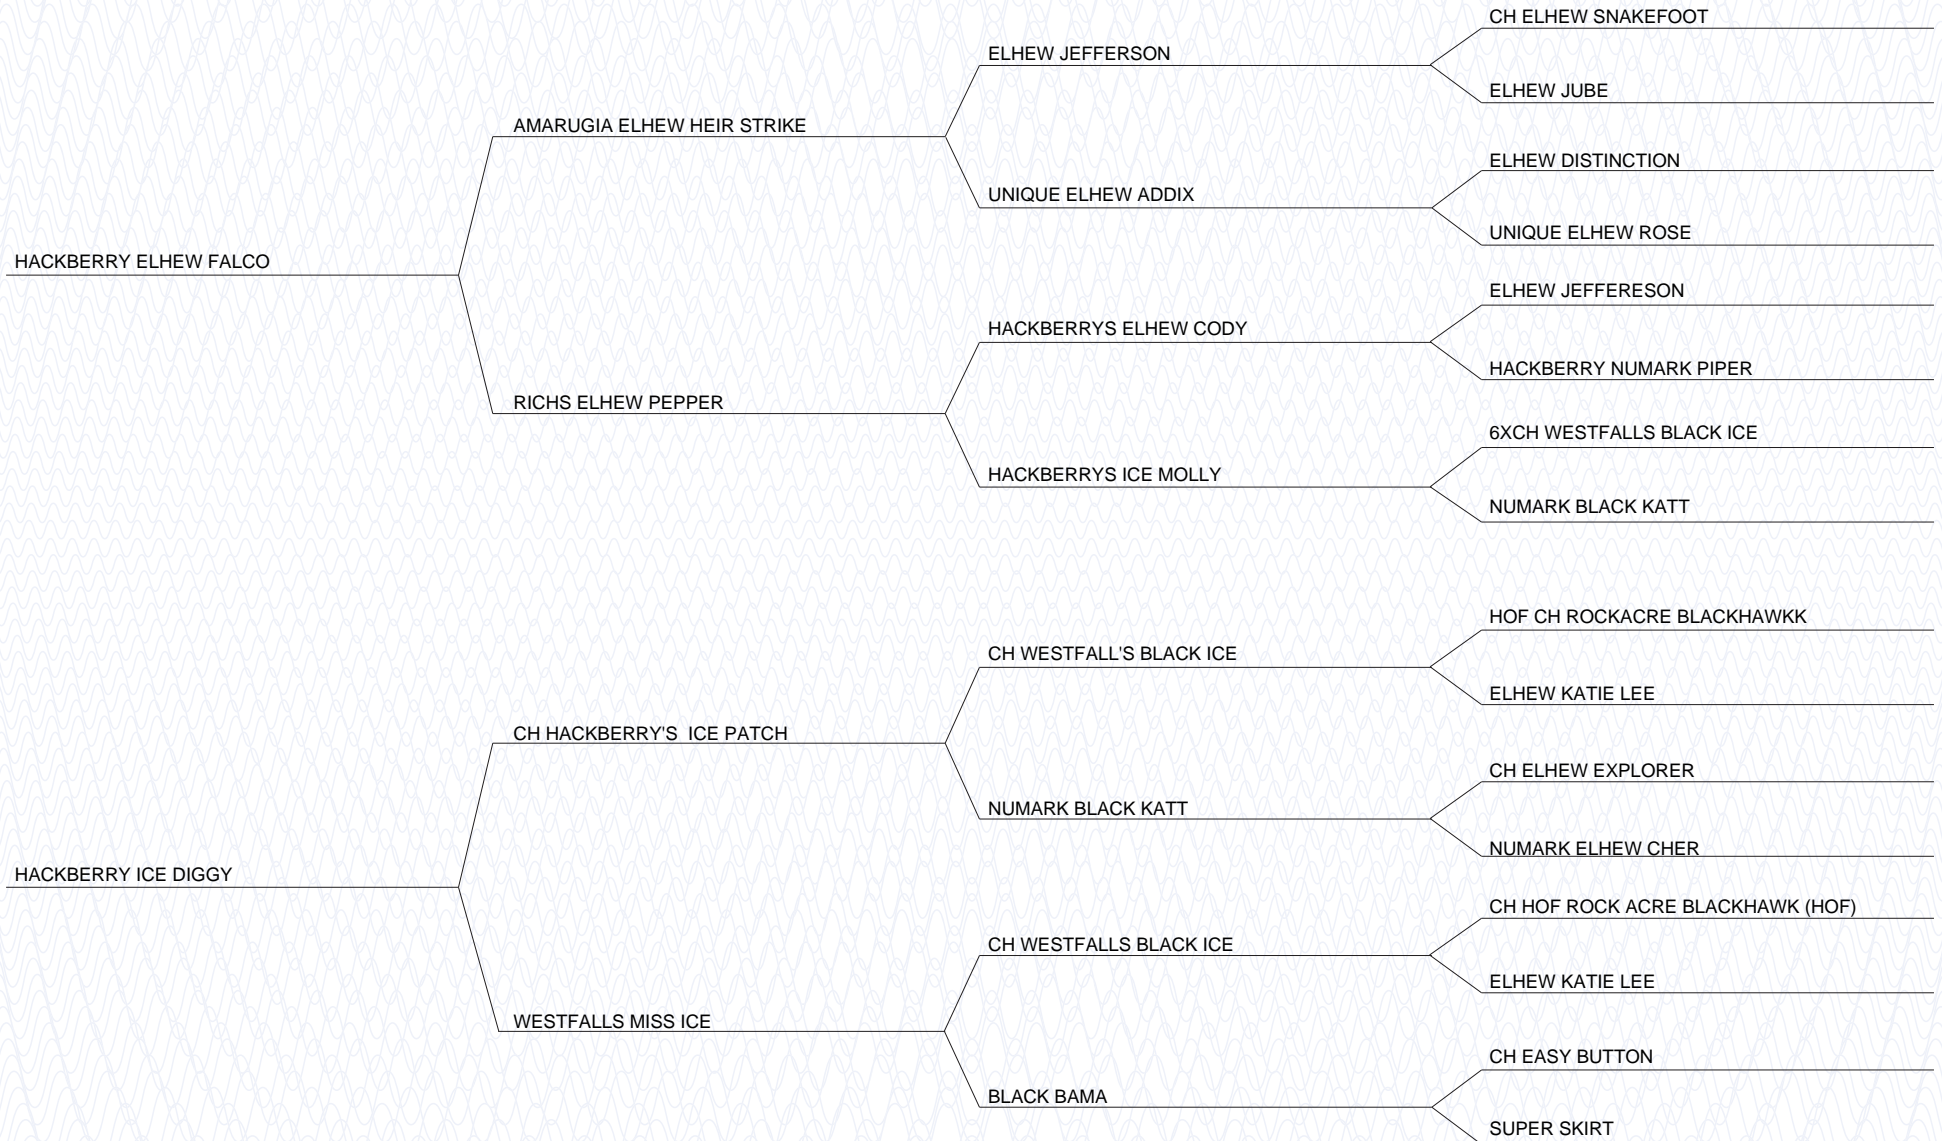 CH ELHEW SNAKEFOOT
ELHEW JEFFERSON
ELHEW JUBE
AMARUGIA ELHEW HEIR STRIKE
ELHEW DISTINCTION
UNIQUE ELHEW ADDIX
UNIQUE ELHEW ROSE
HACKBERRY ELHEW FALCO
ELHEW JEFFERESON
HACKBERRYS ELHEW CODY
HACKBERRY NUMARK PIPER
RICHS ELHEW PEPPER
6XCH WESTFALLS BLACK ICE
HACKBERRYS ICE MOLLY
NUMARK BLACK KATT
HOF CH ROCKACRE BLACKHAWKK
CH WESTFALL'S BLACK ICE
ELHEW KATIE LEE
CH HACKBERRY'S  ICE PATCH
CH ELHEW EXPLORER
NUMARK BLACK KATT
NUMARK ELHEW CHER
HACKBERRY ICE DIGGY
CH HOF ROCK ACRE BLACKHAWK (HOF)
CH WESTFALLS BLACK ICE
ELHEW KATIE LEE
WESTFALLS MISS ICE
CH EASY BUTTON
BLACK BAMA
SUPER SKIRT